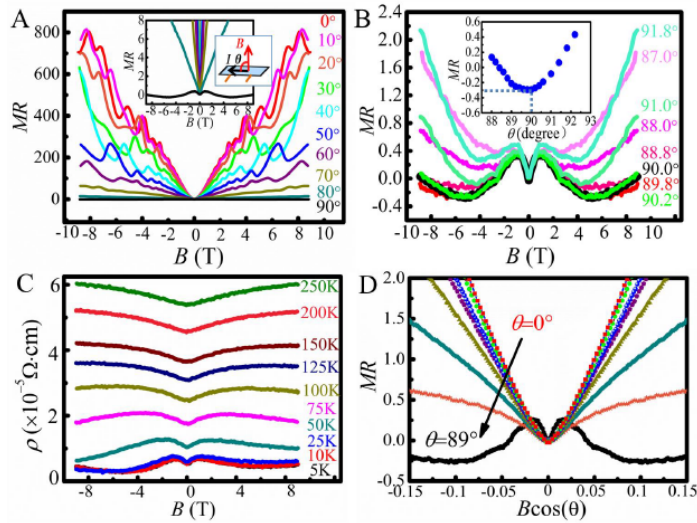 A
MR
800
600
400
200
0
-10 -8 -6 -4 -2 0 2 4 6 8 10
B (T)
0°
10°
20°
30°
40°
50°
60°
70°
80°
90°
MR
8
6
4
2
0
-8 -6 -4 -2 0 2 4 6 8
B (T)
B
I θ
B
MR
2.4
2.0
1.6
1.2
0.8
0.4
0.0
-0.4
-10 -8 -6 -4 -2 0 2 4 6 8 10
B (T)
91.8°
87.0°
91.0°
88.0°
88.8°
90.0°
89.8°
90.2°
MR
0.6
0.4
0.2
0.0
-0.2
-0.4
-0.6
88 89 90 91 92 93
θ (degree)
C
ρ (×10⁻⁵ Ω·cm)
6
4
2
0
-8 -4 0 4 8
B (T)
250K
200K
150K
125K
100K
75K
50K
25K
10K
5K
D
MR
2.0
1.5
1.0
0.5
0.0
-0.5
-0.15 -0.10 -0.05 0 0.05 0.10 0.15
Bcos(θ)
θ=0°
θ=89°